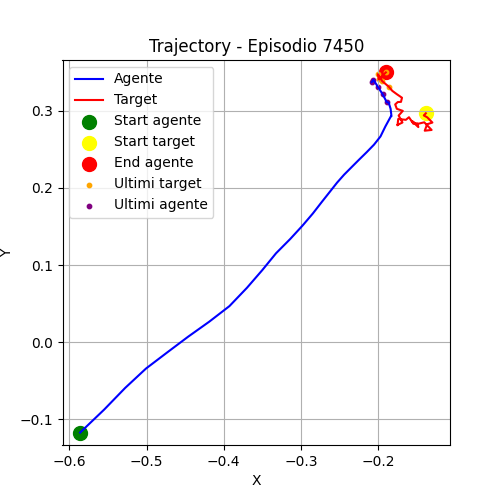 Trajectory - Episodio 7450
Agente
Target
Start agente
Start target
End agente
Ultimi target
Ultimi agente
Y
0.3
0.2
0.1
0.0
−0.1
−0.6
−0.5
−0.4
−0.3
−0.2
X